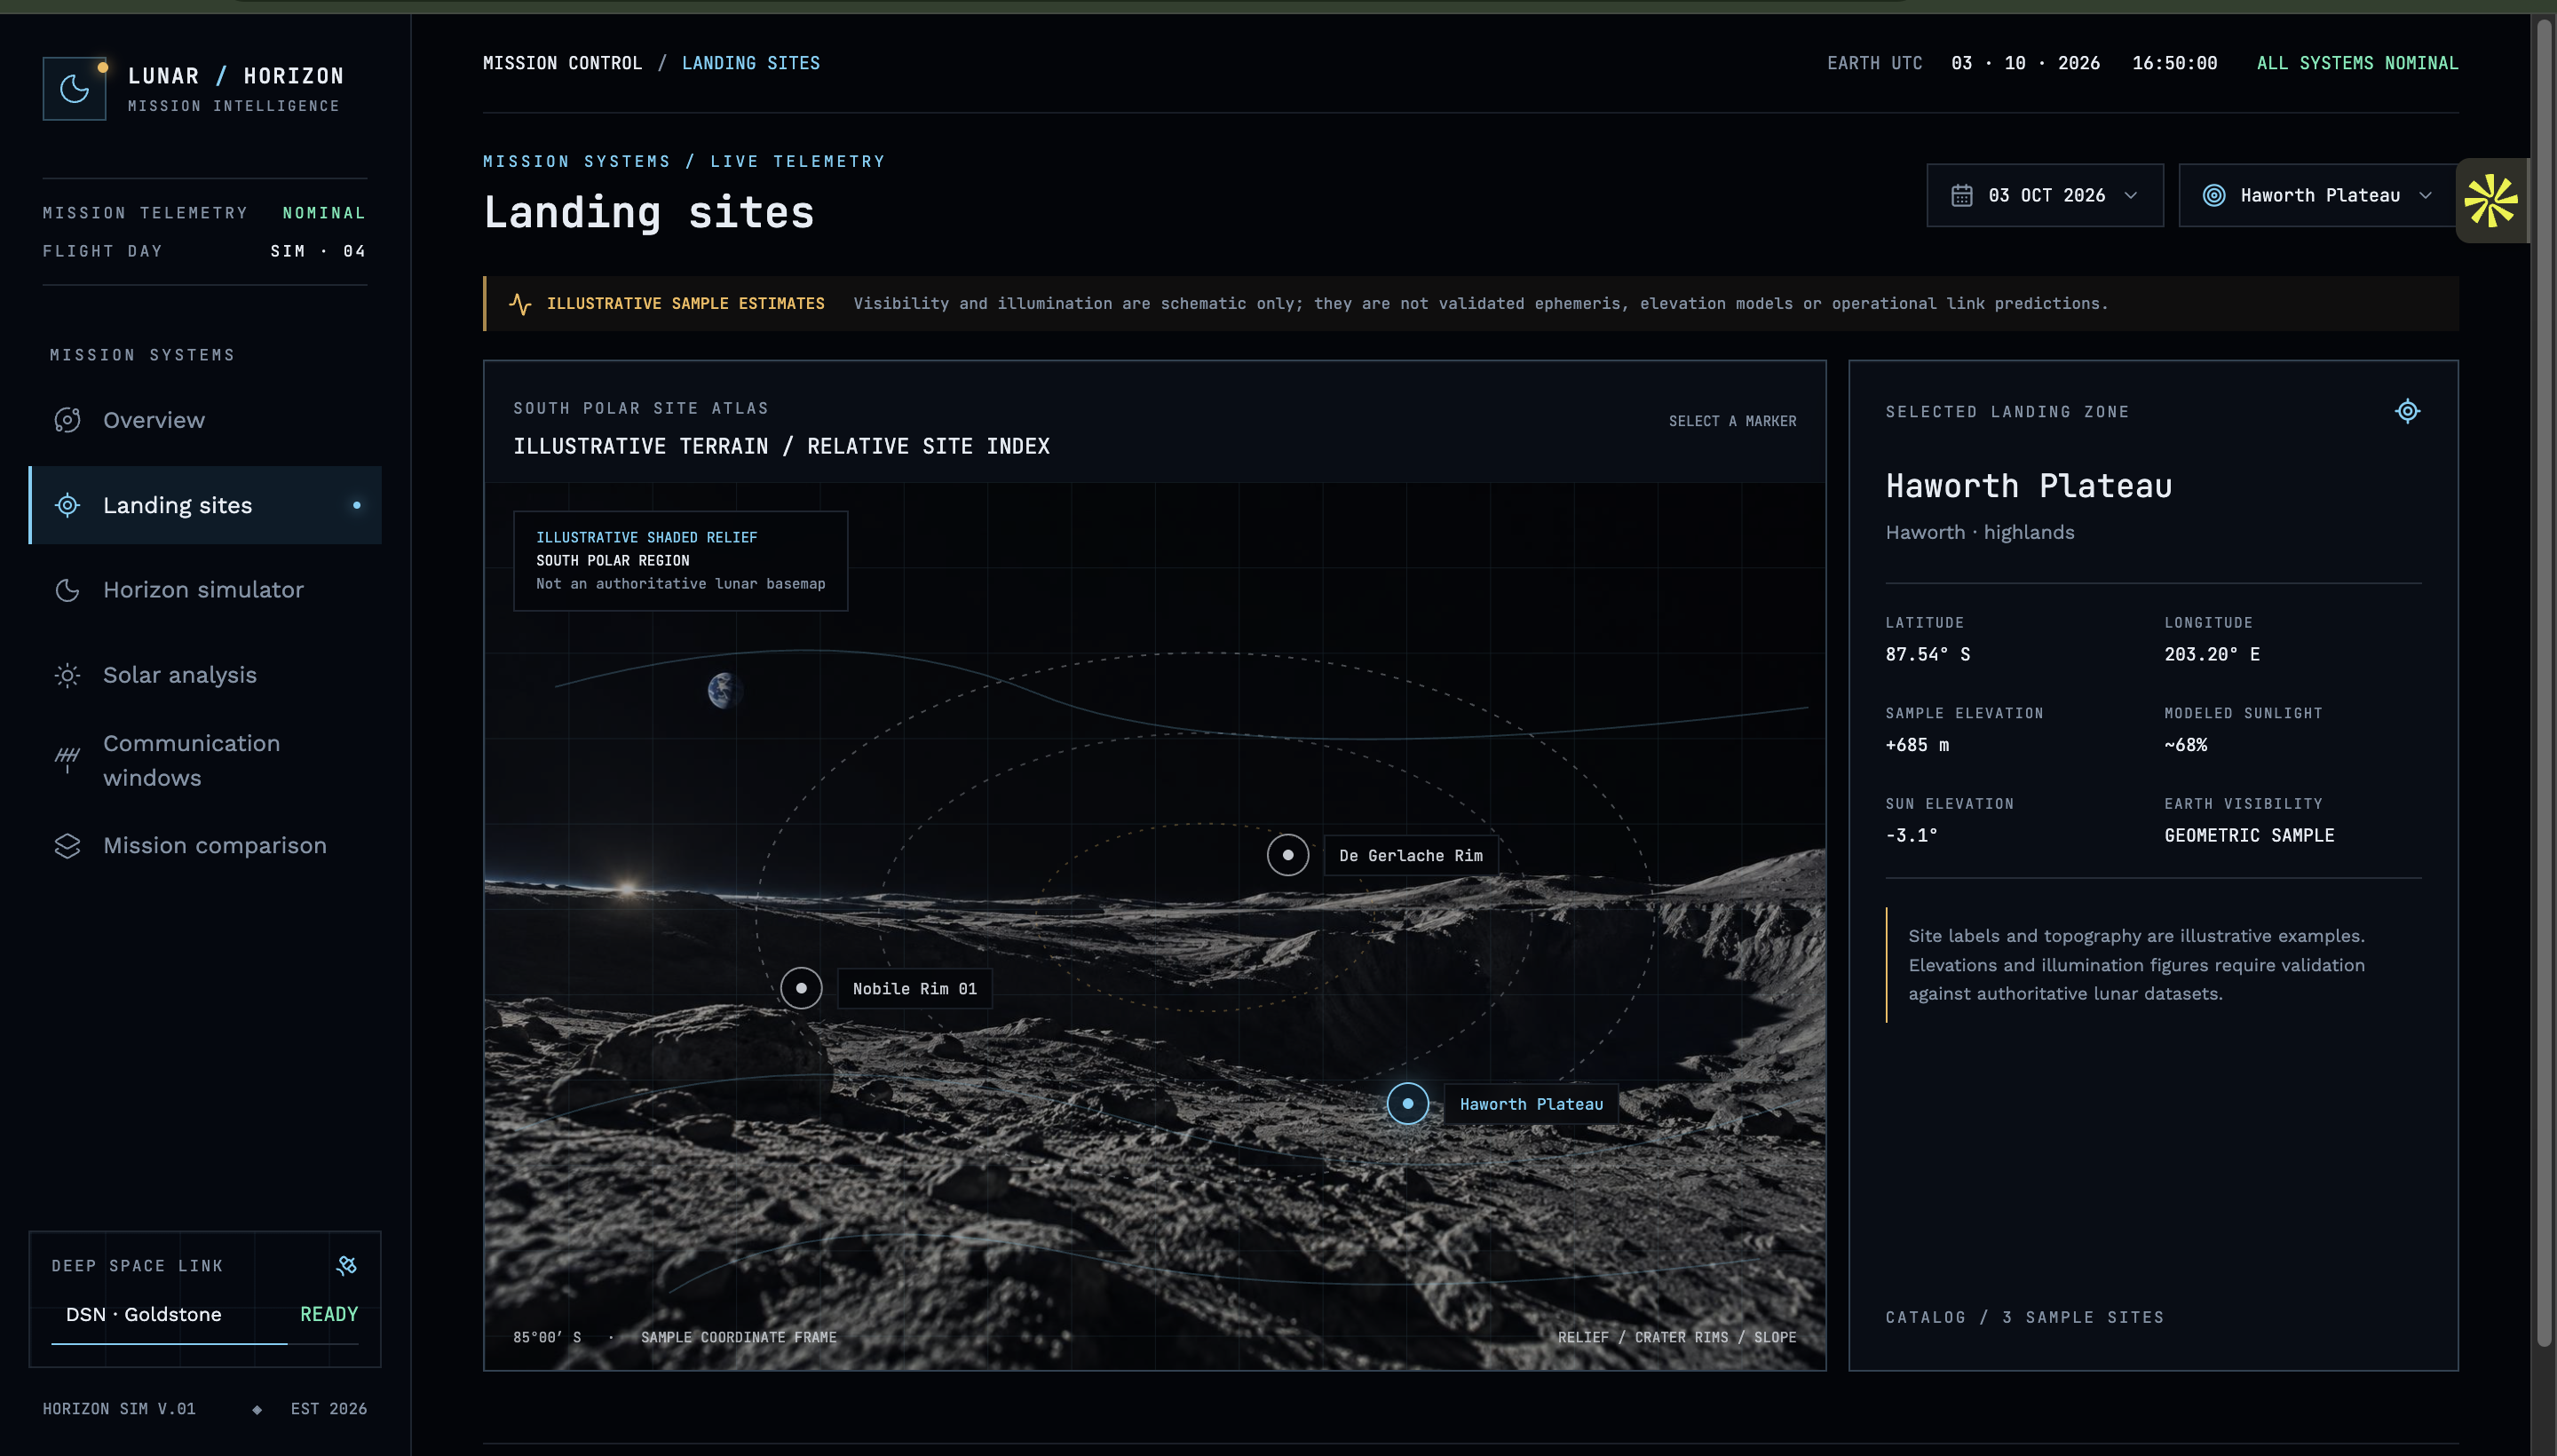 LUNAR / HORIZON
MISSION INTELLIGENCE
MISSION TELEMETRY NOMINAL
FLIGHT DAY SIM · 04
MISSION SYSTEMS
Overview
Landing sites
Horizon simulator
Solar analysis
Communication
windows
Mission comparison
DEEP SPACE LINK
DSN · Goldstone READY
HORIZON SIM V.01 ◆ EST 2026
MISSION CONTROL / LANDING SITES
EARTH UTC 03 · 10 · 2026 16:50:00 ALL SYSTEMS NOMINAL
MISSION SYSTEMS / LIVE TELEMETRY
Landing sites
03 OCT 2026
Haworth Plateau
ILLUSTRATIVE SAMPLE ESTIMATES Visibility and illumination are schematic only; they are not validated ephemeris, elevation models or operational link predictions.
SOUTH POLAR SITE ATLAS
ILLUSTRATIVE TERRAIN / RELATIVE SITE INDEX
SELECT A MARKER
ILLUSTRATIVE SHADED RELIEF
SOUTH POLAR REGION
Not an authoritative lunar basemap
De Gerlache Rim
Nobile Rim 01
Haworth Plateau
85°00′ S · SAMPLE COORDINATE FRAME
RELIEF / CRATER RIMS / SLOPE
SELECTED LANDING ZONE
Haworth Plateau
Haworth · highlands
LATITUDE LONGITUDE
87.54° S 203.20° E
SAMPLE ELEVATION MODELED SUNLIGHT
+685 m ~68%
SUN ELEVATION EARTH VISIBILITY
-3.1° GEOMETRIC SAMPLE
Site labels and topography are illustrative examples.
Elevations and illumination figures require validation
against authoritative lunar datasets.
CATALOG / 3 SAMPLE SITES